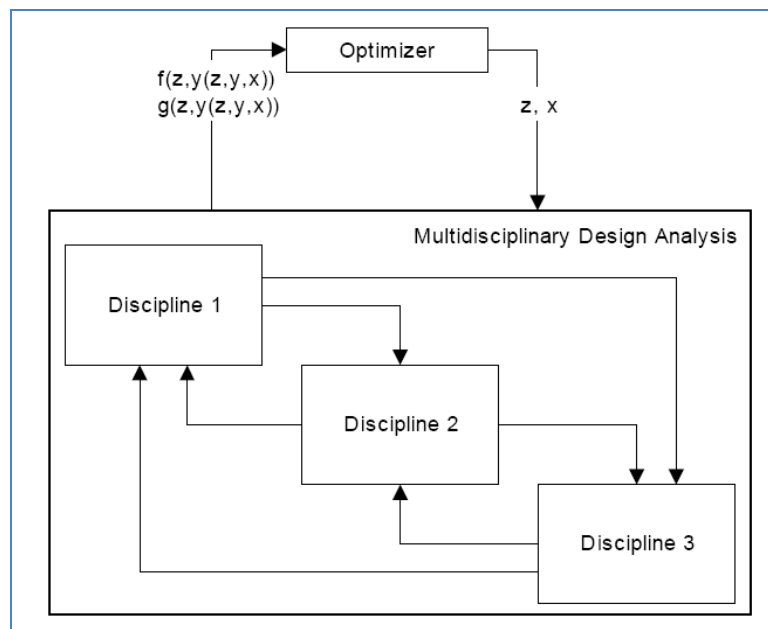 Optimizer
f(z,y(z,y,x))
g(z,y(z,y,x))
z, x
Multidisciplinary Design Analysis
Discipline 1
Discipline 2
Discipline 3